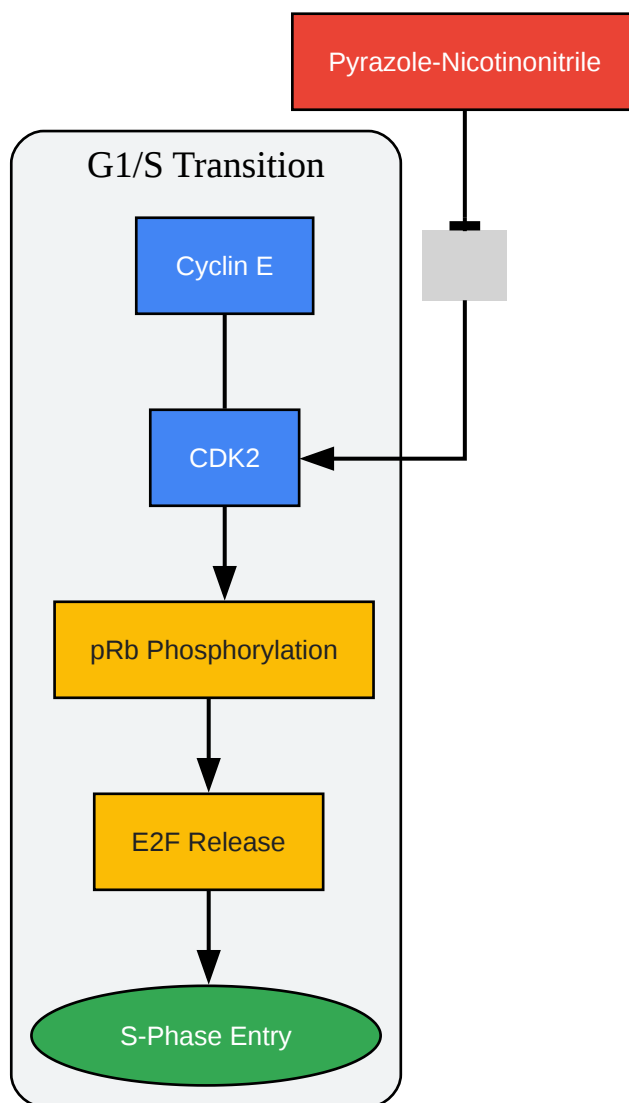 Pyrazole-Nicotinonitrile
G1/S Transition
Cyclin E
CDK2
pRb Phosphorylation
E2F Release
S-Phase Entry